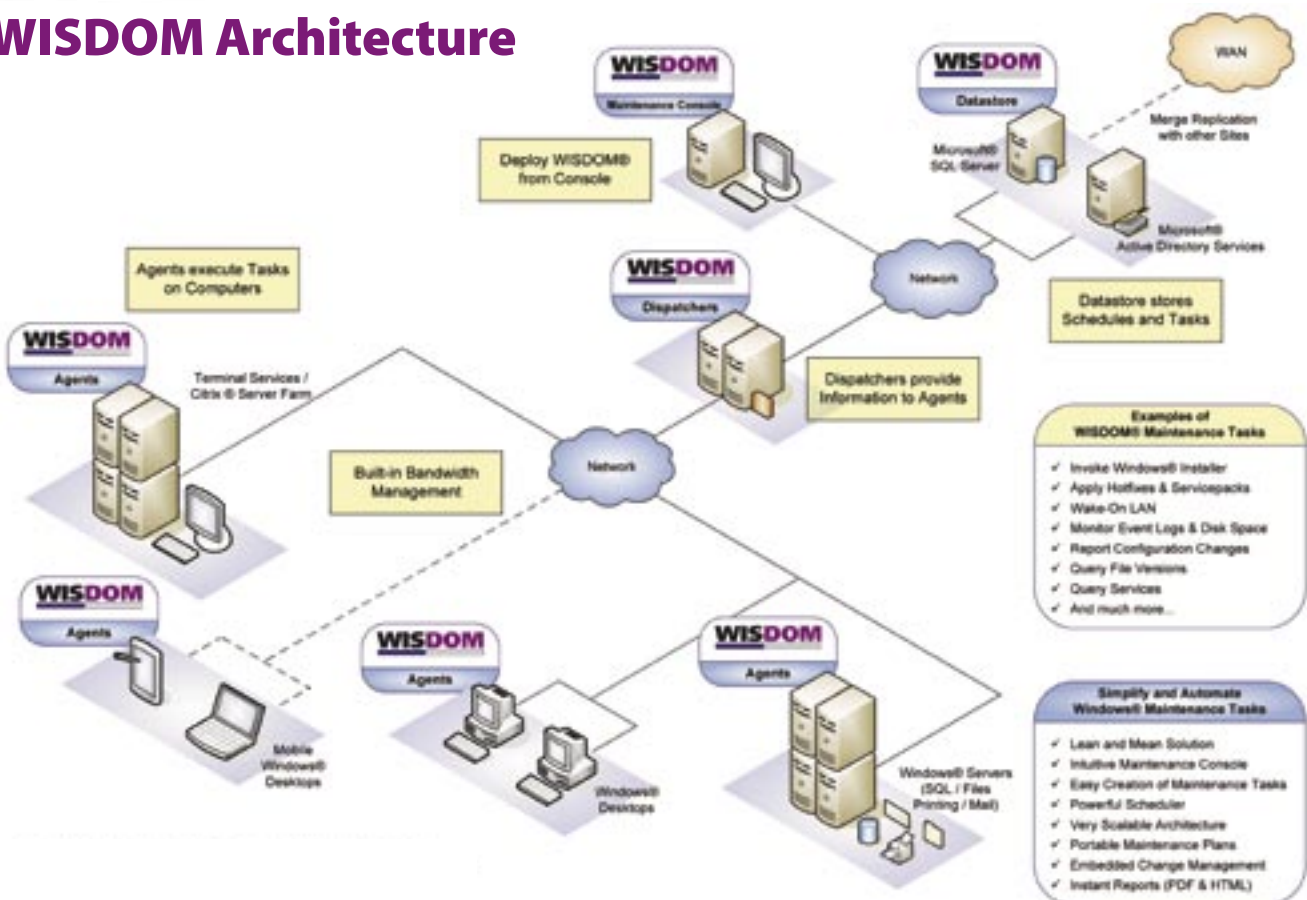 WISDOM Architecture
WISDOM
Maintenance Console
WISDOM
Datastore
WAN
Merge Replication
with other Sites
Microsoft®
SQL Server
Deploy WISDOM®
from Console
Microsoft®
Active Directory Services
Agents execute Tasks
on Computers
WISDOM
Dispatchers
Network
Datastore stores
Schedules and Tasks
WISDOM
Agents
Terminal Services /
Citrix ® Server Farm
Dispatchers provide
Information to Agents
Built-in Bandwidth
Management
Network
Examples of
WISDOM® Maintenance Tasks
✓ Invoke Windows® Installer
✓ Apply Hotfixes & Servicepacks
✓ Wake-On LAN
✓ Monitor Event Logs & Disk Space
✓ Report Configuration Changes
✓ Query File Versions
✓ Query Services
✓ And much more...
WISDOM
Agents
Mobile
Windows®
Desktops
WISDOM
Agents
Windows®
Desktops
WISDOM
Agents
Windows® Servers
(SQL / Files
Printing / Mail)
Simplify and Automate
Windows® Maintenance Tasks
✓ Lean and Mean Solution
✓ Intuitive Maintenance Console
✓ Easy Creation of Maintenance Tasks
✓ Powerful Scheduler
✓ Very Scalable Architecture
✓ Portable Maintenance Plans
✓ Embedded Change Management
✓ Instant Reports (PDF & HTML)